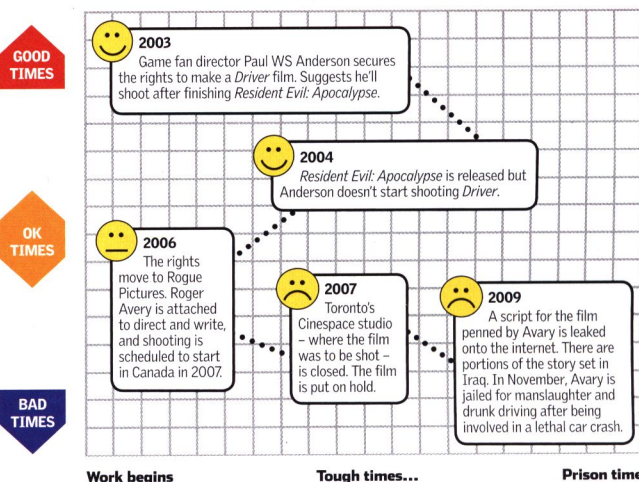 GOOD
TIMES
2003
Game fan director Paul WS Anderson secures
the rights to make a Driver film. Suggests he'll
shoot after finishing Resident Evil: Apocalypse.
2004
Resident Evil: Apocalypse is released but
Anderson doesn't start shooting Driver.
OK
TIMES
2006
The rights
move to Rogue
Pictures. Roger
Avery is attached
to direct and write,
and shooting is
scheduled to start
in Canada in 2007.
2007
Toronto's
Cinespace studio
– where the film
was to be shot –
is closed. The film
is put on hold.
2009
A script for the film
penned by Avary is leaked
onto the internet. There are
portions of the story set in
Iraq. In November, Avary is
jailed for manslaughter and
drunk driving after being
involved in a lethal car crash.
BAD
TIMES
Work begins
Tough times...
Prison time